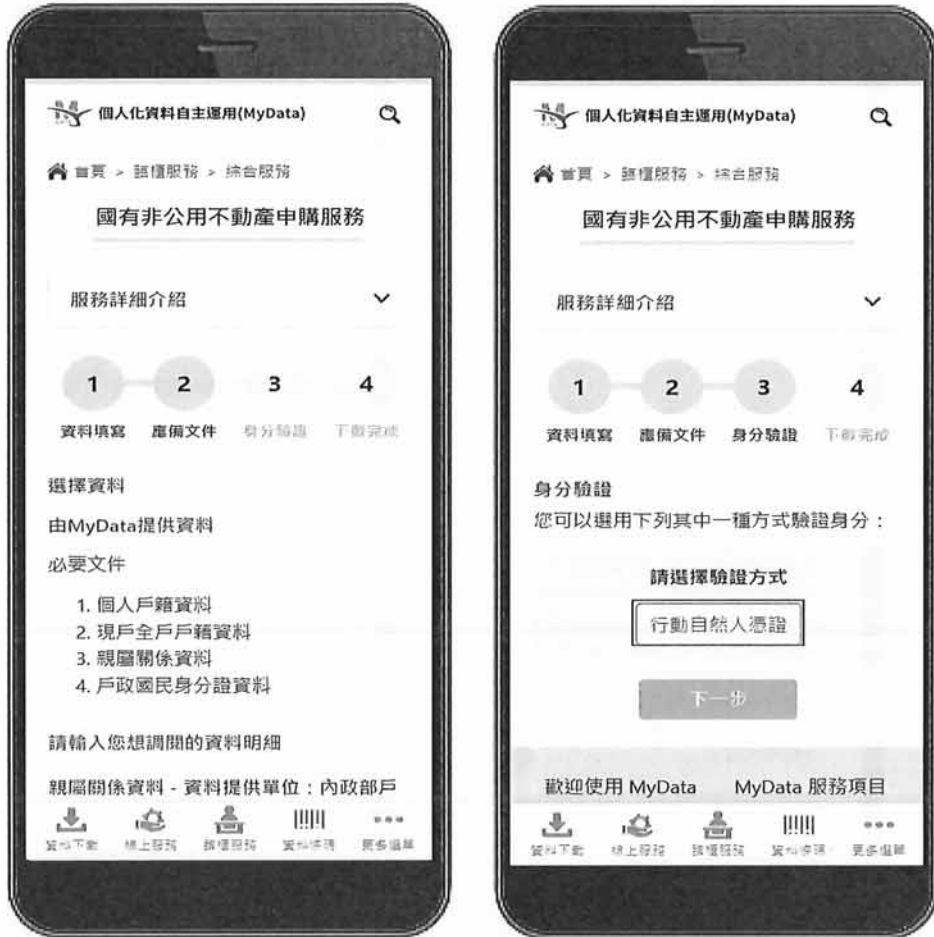 個人化資料自主運用(MyData)
首頁 > 臨櫃服務 > 綜合服務
國有非公用不動產申購服務
服務詳細介紹
1 2 3 4
資料填寫 應備文件 身分驗證 下載完成
選擇資料
由MyData提供資料
必要文件
1. 個人戶籍資料
2. 現戶全戶戶籍資料
3. 親屬關係資料
4. 戶政國民身分證資料
請輸入您想調閱的資料明細
親屬關係資料 - 資料提供單位：內政部戶
資料下載 線上服務 臨櫃服務 資料條碼 更多選單
個人化資料自主運用(MyData)
首頁 > 臨櫃服務 > 綜合服務
國有非公用不動產申購服務
服務詳細介紹
1 2 3 4
資料填寫 應備文件 身分驗證 下載完成
身分驗證
您可以選用下列其中一種方式驗證身分：
請選擇驗證方式
行動自然人憑證
下一步
歡迎使用 MyData MyData 服務項目
資料下載 線上服務 臨櫃服務 資料條碼 更多選單